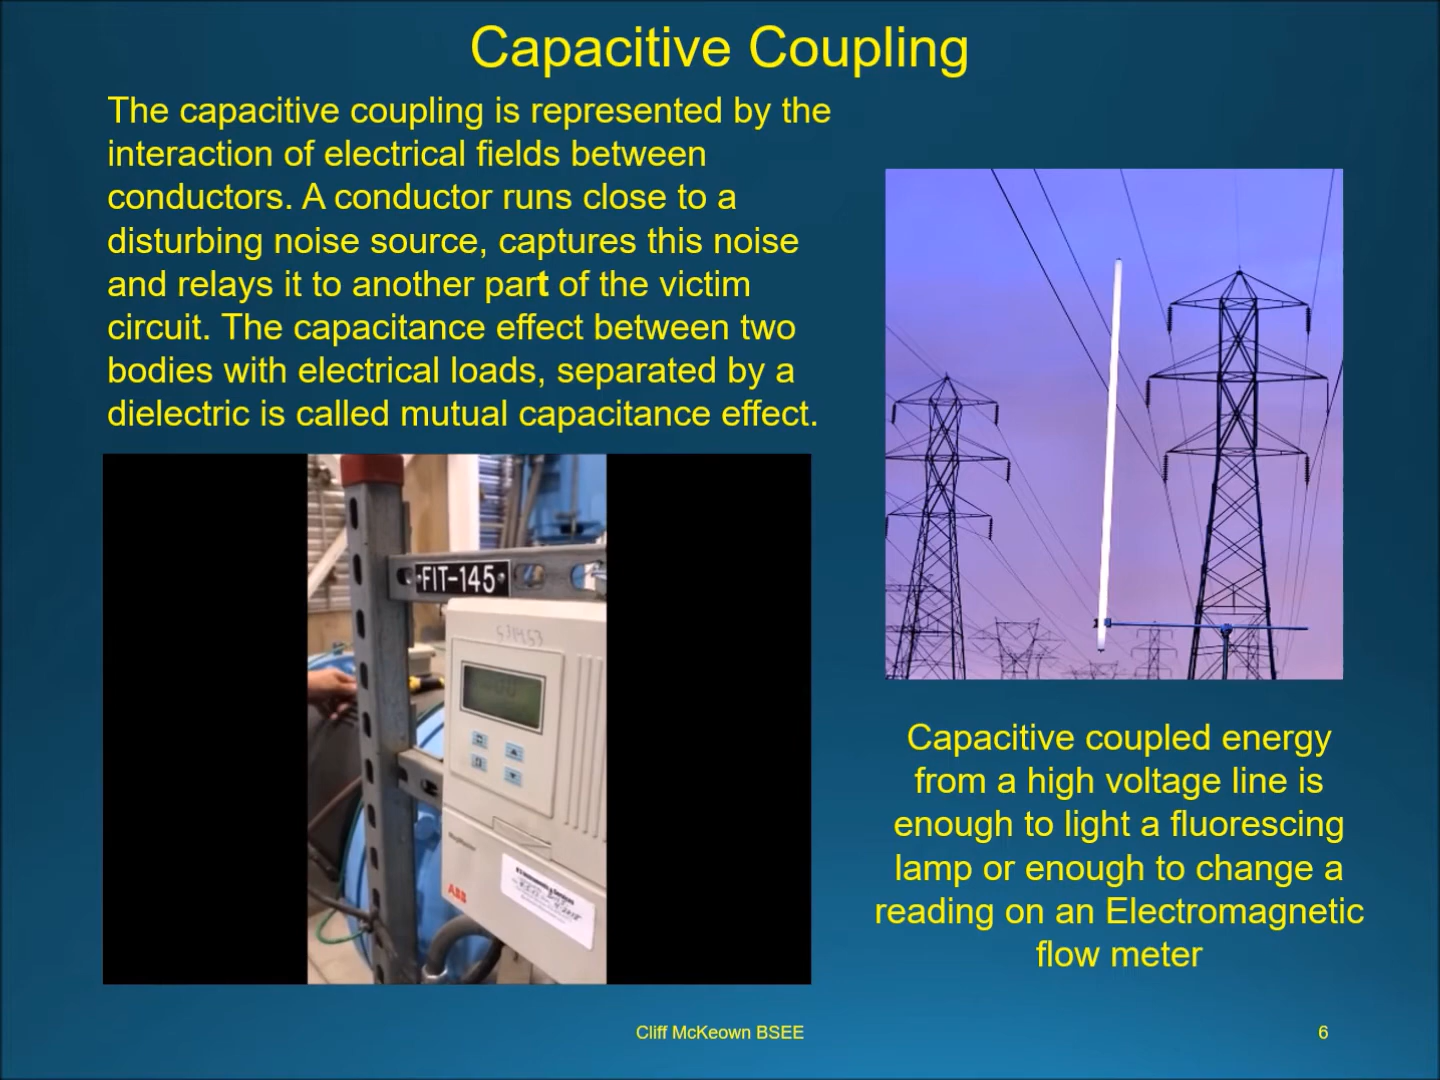 Capacitive Coupling
The capacitive coupling is represented by the
interaction of electrical fields between
conductors. A conductor runs close to a
disturbing noise source, captures this noise
and relays it to another part of the victim
circuit. The capacitance effect between two
bodies with electrical loads, separated by a
dielectric is called mutual capacitance effect.
FIT-145
ABB
Capacitive coupled energy
from a high voltage line is
enough to light a fluorescing
lamp or enough to change a
reading on an Electromagnetic
flow meter
Cliff McKeown BSEE
6